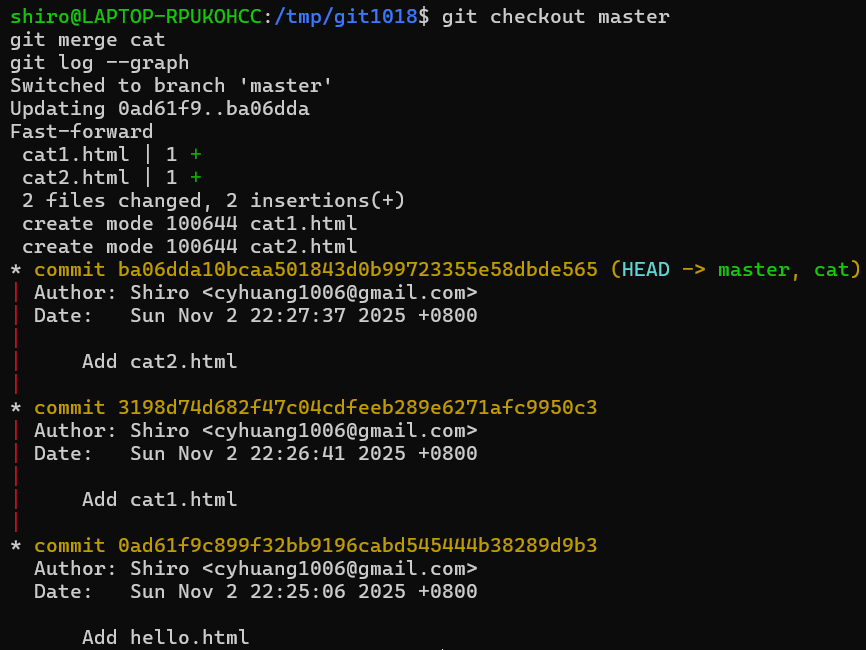 shiro@LAPTOP-RPUKOHCC:/tmp/git1018$ git checkout master
git merge cat
git log --graph
Switched to branch 'master'
Updating 0ad61f9..ba06dda
Fast-forward
 cat1.html | 1 +
 cat2.html | 1 +
 2 files changed, 2 insertions(+)
 create mode 100644 cat1.html
 create mode 100644 cat2.html
* commit ba06dda10bcaa501843d0b99723355e58dbde565 (HEAD -> master, cat)
| Author: Shiro <cyhuang1006@gmail.com>
| Date:   Sun Nov 2 22:27:37 2025 +0800
|
|     Add cat2.html
|
* commit 3198d74d682f47c04cdfeeb289e6271afc9950c3
| Author: Shiro <cyhuang1006@gmail.com>
| Date:   Sun Nov 2 22:26:41 2025 +0800
|
|     Add cat1.html
|
* commit 0ad61f9c899f32bb9196cabd545444b38289d9b3
  Author: Shiro <cyhuang1006@gmail.com>
  Date:   Sun Nov 2 22:25:06 2025 +0800

      Add hello.html